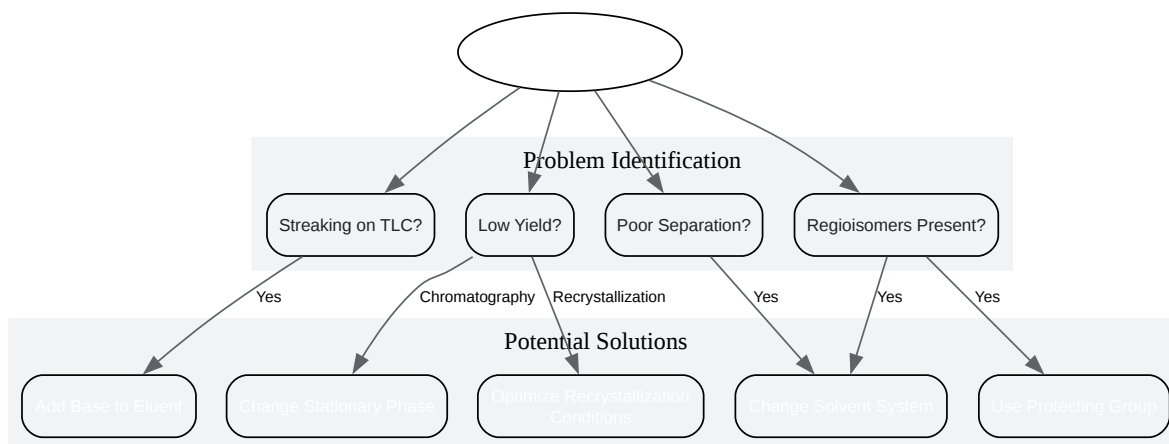 Problem Identification
Streaking on TLC?
Low Yield?
Poor Separation?
Regioisomers Present?
Yes
Chromatography
Recrystallization
Yes
Yes
Yes
Potential Solutions
Add Base to Eluent
Change Stationary Phase
Optimize Recrystallization
Conditions
Change Solvent System
Use Protecting Group